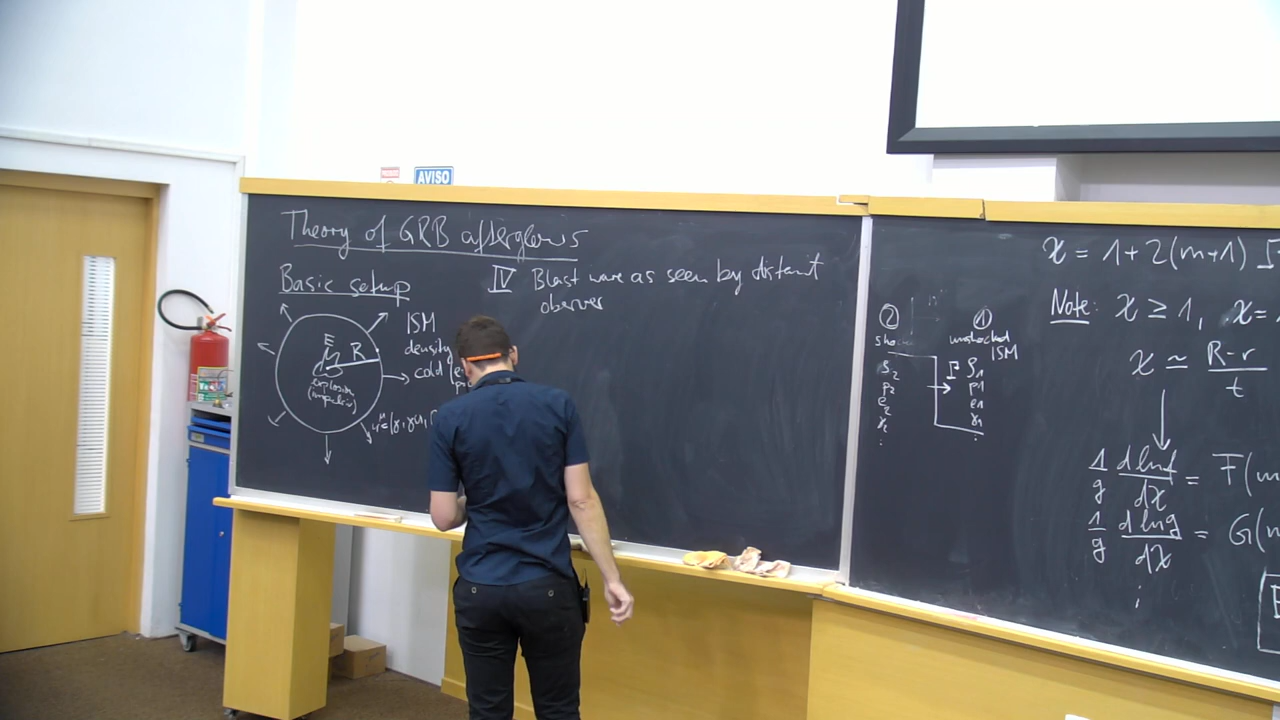 AVISO
Theory of GRB afterglows
Basic setup
E
R
explosion
(impulsive)
ISM
density
cold
IV Blast wave as seen by distant
observer
②
①
unshocked
ISM
Γ
ρ2
p2
e2
γ2
:
ρ1
p1
e1
γ1
:
χ = 1+2(m+1)
Note: χ ≥ 1, χ =
χ ≃ R-r / t
1/g dlnf/dχ = F(m
1/g dlng/dχ = G(m
⋮